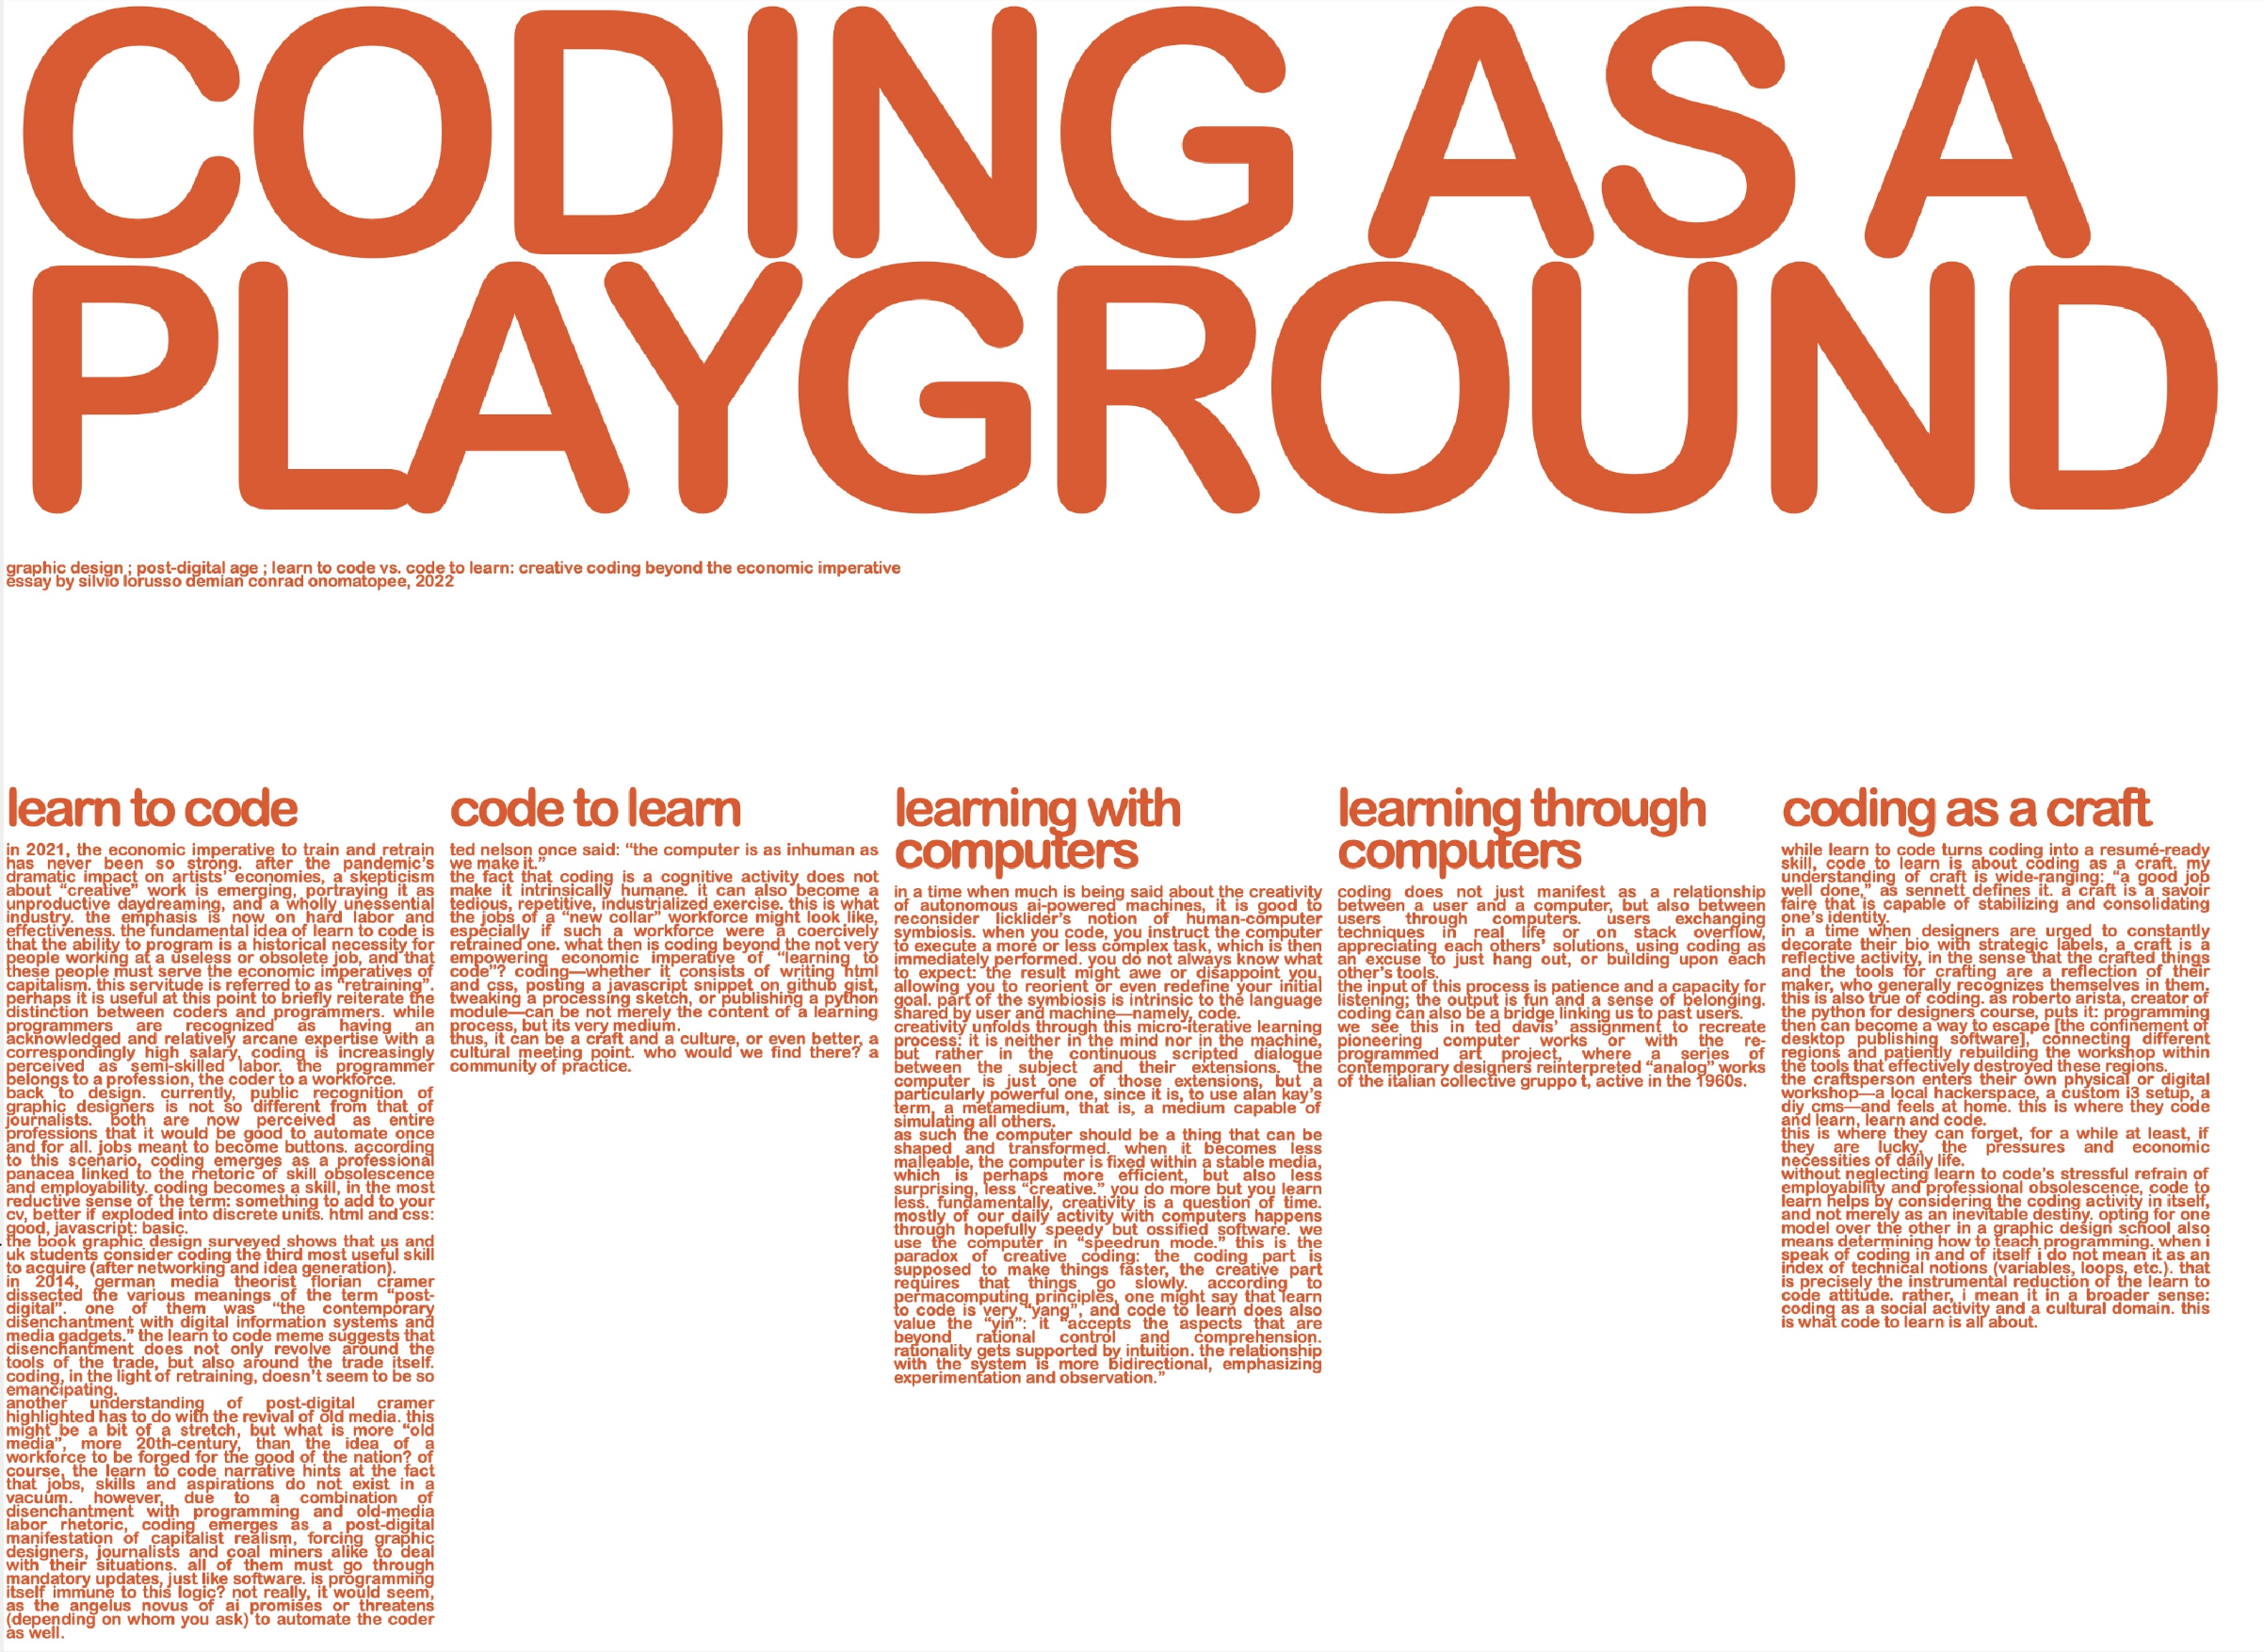 CODING AS A
PLAYGROUND
graphic design ; post-digital age ; learn to code vs. code to learn: creative coding beyond the economic imperative
essay by silvio lorusso demian conrad onomatopee, 2022
learn to code
in 2021, the economic imperative to train and retrain
has never been so strong. after the pandemic's
dramatic impact on artists' economies, a skepticism
about “creative” work is emerging, portraying it as
unproductive daydreaming, and a wholly unessential
industry. the emphasis is now on hard labor and
effectiveness. the fundamental idea of learn to code is
that the ability to program is a historical necessity for
people working at a useless or obsolete job, and that
these people must serve the economic imperatives of
capitalism. this servitude is referred to as “retraining”.
perhaps it is useful at this point to briefly reiterate the
distinction between coders and programmers. while
programmers are recognized as having an
acknowledged and relatively arcane expertise with a
correspondingly high salary, coding is increasingly
perceived as semi-skilled labor. the programmer
belongs to a profession, the coder to a workforce.
back to design. currently, public recognition of
graphic designers is not so different from that of
journalists. both are now perceived as entire
professions that it would be good to automate once
and for all. jobs meant to become buttons. according
to this scenario, coding emerges as a professional
panacea linked to the rhetoric of skill obsolescence
and employability. coding becomes a skill, in the most
reductive sense of the term: something to add to your
cv, better if exploded into discrete units. html and css:
good, javascript: basic.
the book graphic design surveyed shows that us and
uk students consider coding the third most useful skill
to acquire (after networking and idea generation).
in 2014, german media theorist florian cramer
dissected the various meanings of the term “post-
digital”. one of them was “the contemporary
disenchantment with digital information systems and
media gadgets.” the learn to code meme suggests that
disenchantment does not only revolve around the
tools of the trade, but also around the trade itself.
coding, in the light of retraining, doesn't seem to be so
emancipating.
another understanding of post-digital cramer
highlighted has to do with the revival of old media. this
might be a bit of a stretch, but what is more “old
media”, more 20th-century, than the idea of a
workforce to be forged for the good of the nation? of
course, the learn to code narrative hints at the fact
that jobs, skills and aspirations do not exist in a
vacuum. however, due to a combination of
disenchantment with programming and old-media
labor rhetoric, coding emerges as a post-digital
manifestation of capitalist realism, forcing graphic
designers, journalists and coal miners alike to deal
with their situations. all of them must go through
mandatory updates, just like software. is programming
itself immune to this logic? not really, it would seem,
as the angelus novus of ai promises or threatens
(depending on whom you ask) to automate the coder
as well.
code to learn
ted nelson once said: “the computer is as inhuman as
we make it.”
the fact that coding is a cognitive activity does not
make it intrinsically humane. it can also become a
tedious, repetitive, industrialized exercise. this is what
the jobs of a “new collar” workforce might look like,
especially if such a workforce were a coercively
retrained one. what then is coding beyond the not very
empowering economic imperative of “learning to
code”? coding—whether it consists of writing html
and css, posting a javascript snippet on github gist,
tweaking a processing sketch, or publishing a python
module—can be not merely the content of a learning
process, but its very medium.
thus, it can be a craft and a culture, or even better, a
cultural meeting point. who would we find there? a
community of practice.
learning with
computers
in a time when much is being said about the creativity
of autonomous ai-powered machines, it is good to
reconsider licklider's notion of human-computer
symbiosis. when you code, you instruct the computer
to execute a more or less complex task, which is then
immediately performed. you do not always know what
to expect: the result might awe or disappoint you,
allowing you to reorient or even redefine your initial
goal. part of the symbiosis is intrinsic to the language
shared by user and machine—namely, code.
creativity unfolds through this micro-iterative learning
process: it is neither in the mind nor in the machine,
but rather in the continuous scripted dialogue
between the subject and their extensions. the
computer is just one of those extensions, but a
particularly powerful one, since it is, to use alan kay's
term, a metamedium, that is, a medium capable of
simulating all others.
as such the computer should be a thing that can be
shaped and transformed. when it becomes less
malleable, the computer is fixed within a stable media,
which is perhaps more efficient, but also less
surprising, less “creative.” you do more but you learn
less. fundamentally, creativity is a question of time.
mostly of our daily activity with computers happens
through hopefully speedy but ossified software. we
use the computer in “speedrun mode.” this is the
paradox of creative coding: the coding part is
supposed to make things faster, the creative part
requires that things go slowly. according to
permacomputing principles, one might say that learn
to code is very “yang”, and code to learn does also
value the “yin”: it “accepts the aspects that are
beyond rational control and comprehension.
rationality gets supported by intuition. the relationship
with the system is more bidirectional, emphasizing
experimentation and observation.”
learning through
computers
coding does not just manifest as a relationship
between a user and a computer, but also between
users through computers. users exchanging
techniques in real life or on stack overflow,
appreciating each others' solutions, using coding as
an excuse to just hang out, or building upon each
other's tools.
the input of this process is patience and a capacity for
listening; the output is fun and a sense of belonging.
coding can also be a bridge linking us to past users.
we see this in ted davis' assignment to recreate
pioneering computer works or with the re-
programmed art project, where a series of
contemporary designers reinterpreted “analog” works
of the italian collective gruppo t, active in the 1960s.
coding as a craft
while learn to code turns coding into a resumé-ready
skill, code to learn is about coding as a craft. my
understanding of craft is wide-ranging: “a good job
well done,” as sennett defines it. a craft is a savoir
faire that is capable of stabilizing and consolidating
one's identity.
in a time when designers are urged to constantly
decorate their bio with strategic labels, a craft is a
reflective activity, in the sense that the crafted things
and the tools for crafting are a reflection of their
maker, who generally recognizes themselves in them.
this is also true of coding. as roberto arista, creator of
the python for designers course, puts it: programming
then can become a way to escape [the confinement of
desktop publishing software], connecting different
regions and patiently rebuilding the workshop within
the tools that effectively destroyed these regions.
the craftsperson enters their own physical or digital
workshop—a local hackerspace, a custom i3 setup, a
diy cms—and feels at home. this is where they code
and learn, learn and code.
this is where they can forget, for a while at least, if
they are lucky, the pressures and economic
necessities of daily life.
without neglecting learn to code's stressful refrain of
employability and professional obsolescence, code to
learn helps by considering the coding activity in itself,
and not merely as an inevitable destiny. opting for one
model over the other in a graphic design school also
means determining how to teach programming. when i
speak of coding in and of itself i do not mean it as an
index of technical notions (variables, loops, etc.). that
is precisely the instrumental reduction of the learn to
code attitude. rather, i mean it in a broader sense:
coding as a social activity and a cultural domain. this
is what code to learn is all about.